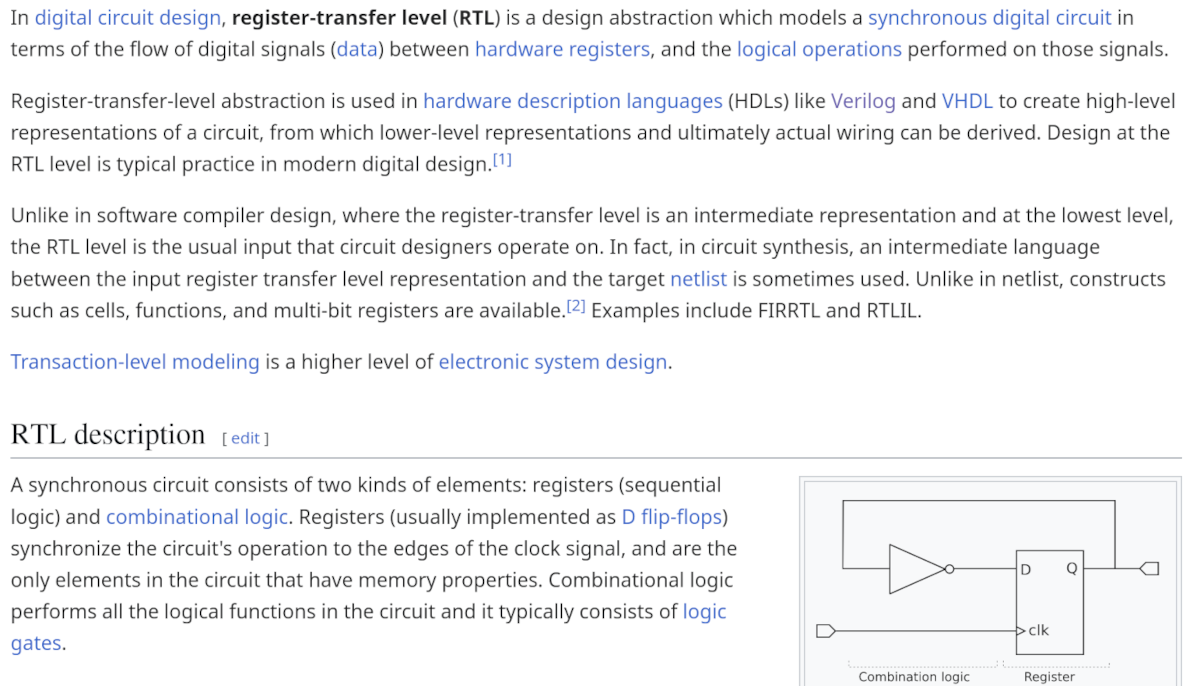 In digital circuit design, register-transfer level (RTL) is a design abstraction which models a synchronous digital circuit in
terms of the flow of digital signals (data) between hardware registers, and the logical operations performed on those signals.
Register-transfer-level abstraction is used in hardware description languages (HDLs) like Verilog and VHDL to create high-level
representations of a circuit, from which lower-level representations and ultimately actual wiring can be derived. Design at the
RTL level is typical practice in modern digital design.[1]
Unlike in software compiler design, where the register-transfer level is an intermediate representation and at the lowest level,
the RTL level is the usual input that circuit designers operate on. In fact, in circuit synthesis, an intermediate language
between the input register transfer level representation and the target netlist is sometimes used. Unlike in netlist, constructs
such as cells, functions, and multi-bit registers are available.[2] Examples include FIRRTL and RTLIL.
Transaction-level modeling is a higher level of electronic system design.
RTL description [ edit ]
A synchronous circuit consists of two kinds of elements: registers (sequential
logic) and combinational logic. Registers (usually implemented as D flip-flops)
synchronize the circuit's operation to the edges of the clock signal, and are the
only elements in the circuit that have memory properties. Combinational logic
performs all the logical functions in the circuit and it typically consists of logic
gates.
D Q
clk
Combination logic Register